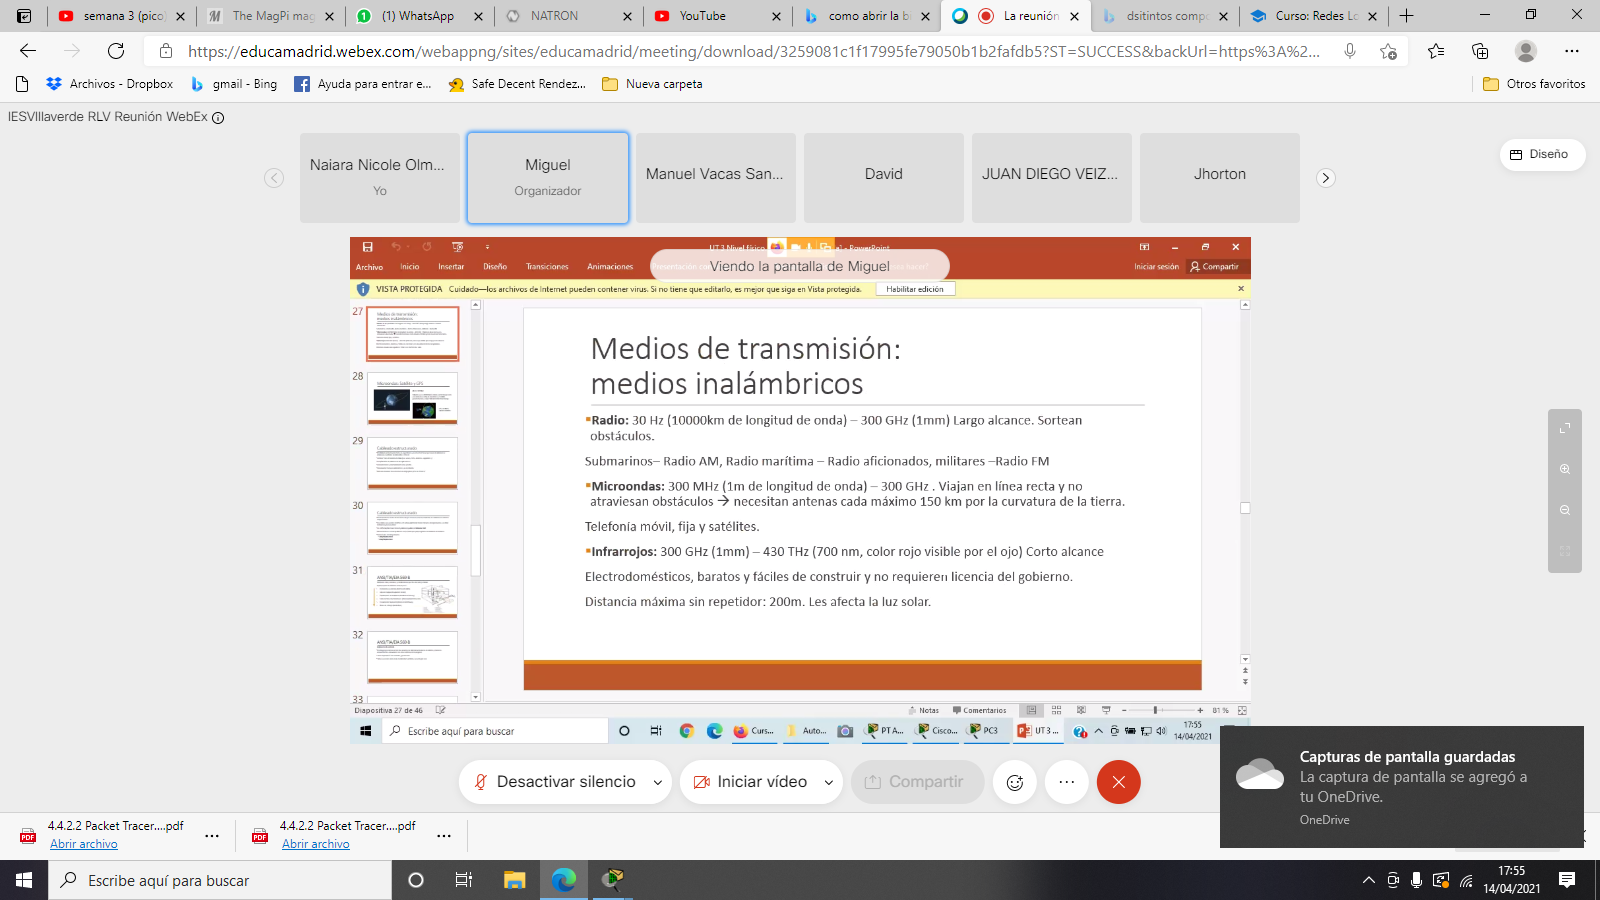 semana 3 (pico)
The MagPi mag
(1) WhatsApp
NATRON
YouTube
como abrir la b
La reunión
dsitintos compo
Curso: Redes Lo
https://educamadrid.webex.com/webappng/sites/educamadrid/meeting/download/3259081c1f17995fe79050b1b2fafdb5?ST=SUCCESS&backUrl=https%3A%2...
Archivos - Dropbox
gmail - Bing
Ayuda para entrar e...
Safe Decent Rendez...
Nueva carpeta
Otros favoritos
IESVIllaverde RLV Reunión WebEx
Naiara Nicole Olm...
Yo
Miguel
Organizador
Manuel Vacas San...
David
JUAN DIEGO VEIZ...
Jhorton
Diseño
Viendo la pantalla de Miguel
Archivo Inicio Insertar Diseño Transiciones Animaciones
Iniciar sesión Compartir
VISTA PROTEGIDA Cuidado—los archivos de Internet pueden contener virus. Si no tiene que editarlo, es mejor que siga en Vista protegida. Habilitar edición
27
28
29
30
31
32
33
Medios de transmisión:
medios inalámbricos
Radio: 30 Hz (10000km de longitud de onda) – 300 GHz (1mm) Largo alcance. Sortean
obstáculos.
Submarinos– Radio AM, Radio marítima – Radio aficionados, militares –Radio FM
Microondas: 300 MHz (1m de longitud de onda) – 300 GHz . Viajan en línea recta y no
atraviesan obstáculos → necesitan antenas cada máximo 150 km por la curvatura de la tierra.
Telefonía móvil, fija y satélites.
Infrarrojos: 300 GHz (1mm) – 430 THz (700 nm, color rojo visible por el ojo) Corto alcance
Electrodomésticos, baratos y fáciles de construir y no requieren licencia del gobierno.
Distancia máxima sin repetidor: 200m. Les afecta la luz solar.
Diapositiva 27 de 46
Notas Comentarios
81 %
Escribe aquí para buscar
Curs...
Auto...
PT A...
Cisco...
PC3
UT 3 ...
17:55
14/04/2021
Desactivar silencio
Iniciar vídeo
Compartir
Capturas de pantalla guardadas
La captura de pantalla se agregó a
tu OneDrive.
OneDrive
4.4.2.2 Packet Tracer....pdf
Abrir archivo
4.4.2.2 Packet Tracer....pdf
Abrir archivo
Escribe aquí para buscar
17:55
14/04/2021